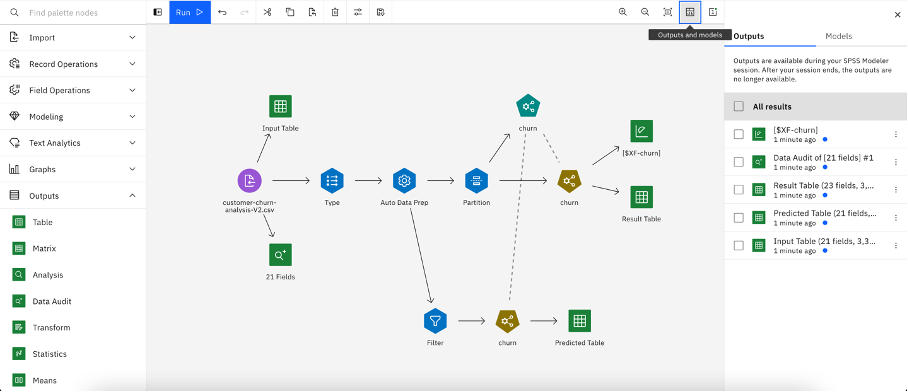 Find palette nodes
Run
Import
Record Operations
Field Operations
Modeling
Text Analytics
Graphs
Outputs
Table
Matrix
Analysis
Data Audit
Transform
Statistics
Means
Outputs and models
Input Table
customer-churn-
analysis-V2.csv
21 Fields
Type
Auto Data Prep
Partition
churn
churn
[$XF-churn]
Result Table
Filter
churn
Predicted Table
Outputs
Models
Outputs are available during your SPSS Modeler
session. After your session ends, the outputs are
no longer available.
All results
[$XF-churn]
1 minute ago
Data Audit of [21 fields] #1
1 minute ago
Result Table (23 fields, 3,...
1 minute ago
Predicted Table (21 fields,...
1 minute ago
Input Table (21 fields, 3,3...
1 minute ago